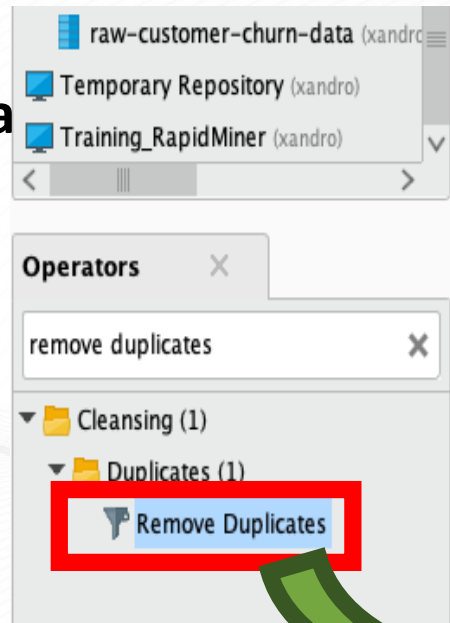 raw-customer-churn-data (xandro
Temporary Repository (xandro)
a
Training_RapidMiner (xandro)
Operators
remove duplicates
Cleansing (1)
Duplicates (1)
Remove Duplicates